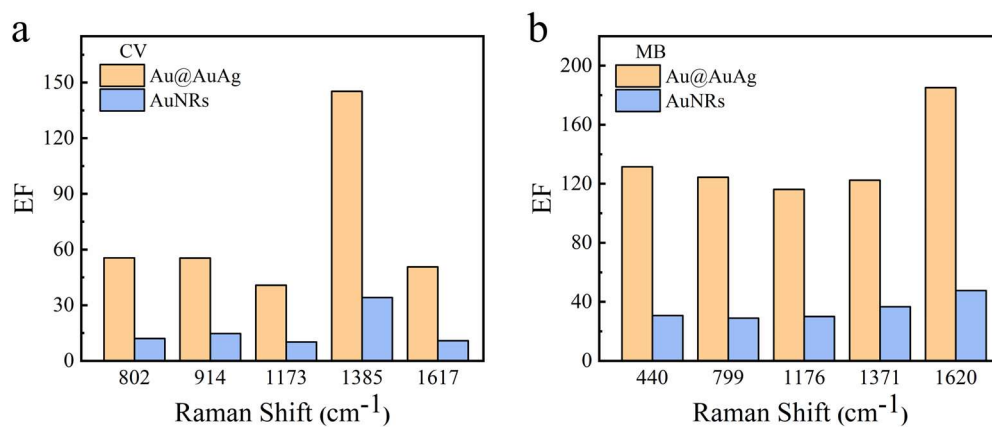 a
CV
Au@AuAg
AuNRs
150
120
90
60
30
0
EF
802 914 1173 1385 1617
Raman Shift (cm⁻¹)
b
MB
Au@AuAg
AuNRs
200
160
120
80
40
0
EF
440 799 1176 1371 1620
Raman Shift (cm⁻¹)